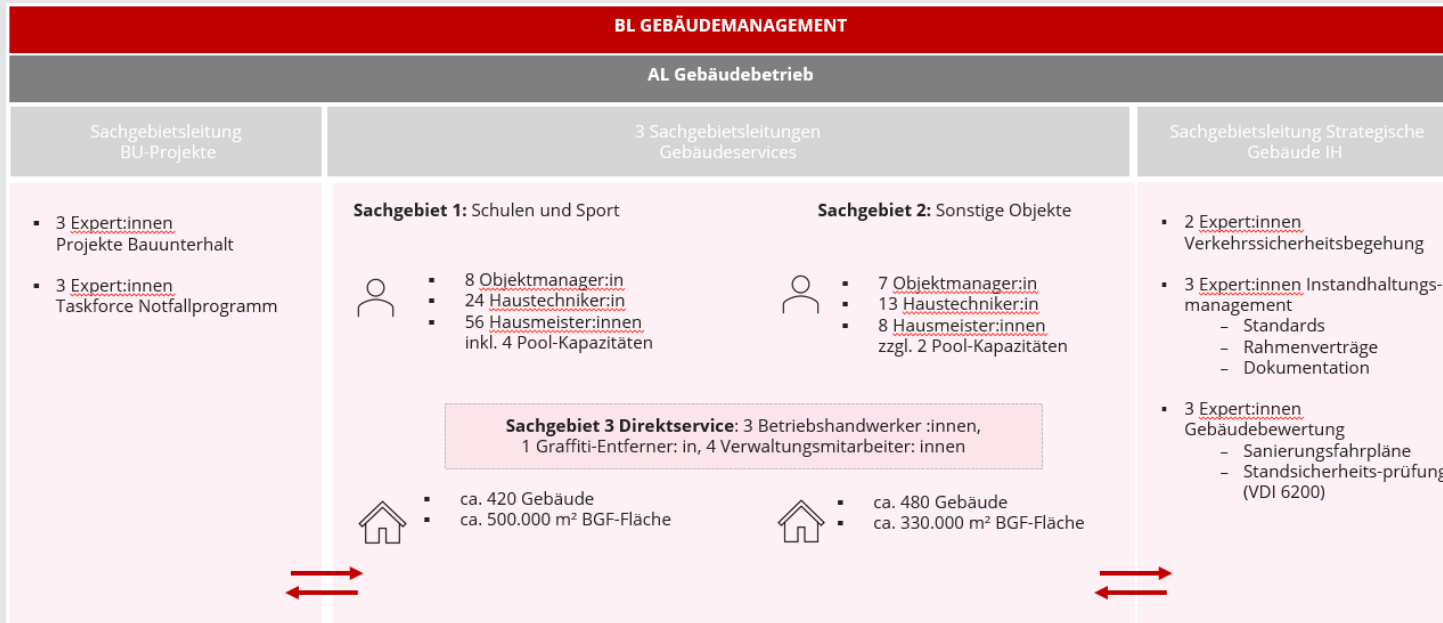 BL GEBÄUDEMANAGEMENT
AL Gebäudebetrieb
Sachgebietsleitung
BU-Projekte
3 Sachgebietsleitungen
Gebäudeservices
Sachgebietsleitung Strategische
Gebäude IH
▪ 3 Expert:innen
Projekte Bauunterhalt
▪ 3 Expert:innen
Taskforce Notfallprogramm
Sachgebiet 1: Schulen und Sport
▪ 8 Objektmanager:in
▪ 24 Haustechniker:in
▪ 56 Hausmeister:innen
inkl. 4 Pool-Kapazitäten
Sachgebiet 2: Sonstige Objekte
▪ 7 Objektmanager:in
▪ 13 Haustechniker:in
▪ 8 Hausmeister:innen
zzgl. 2 Pool-Kapazitäten
Sachgebiet 3 Direktservice: 3 Betriebshandwerker :innen,
1 Graffiti-Entferner: in, 4 Verwaltungsmitarbeiter: innen
▪ ca. 420 Gebäude
▪ ca. 500.000 m² BGF-Fläche
▪ ca. 480 Gebäude
▪ ca. 330.000 m² BGF-Fläche
▪ 2 Expert:innen
Verkehrssicherheitsbegehung
▪ 3 Expert:innen Instandhaltungs-
management
– Standards
– Rahmenverträge
– Dokumentation
▪ 3 Expert:innen
Gebäudebewertung
– Sanierungsfahrpläne
– Standsicherheits-prüfung
(VDI 6200)